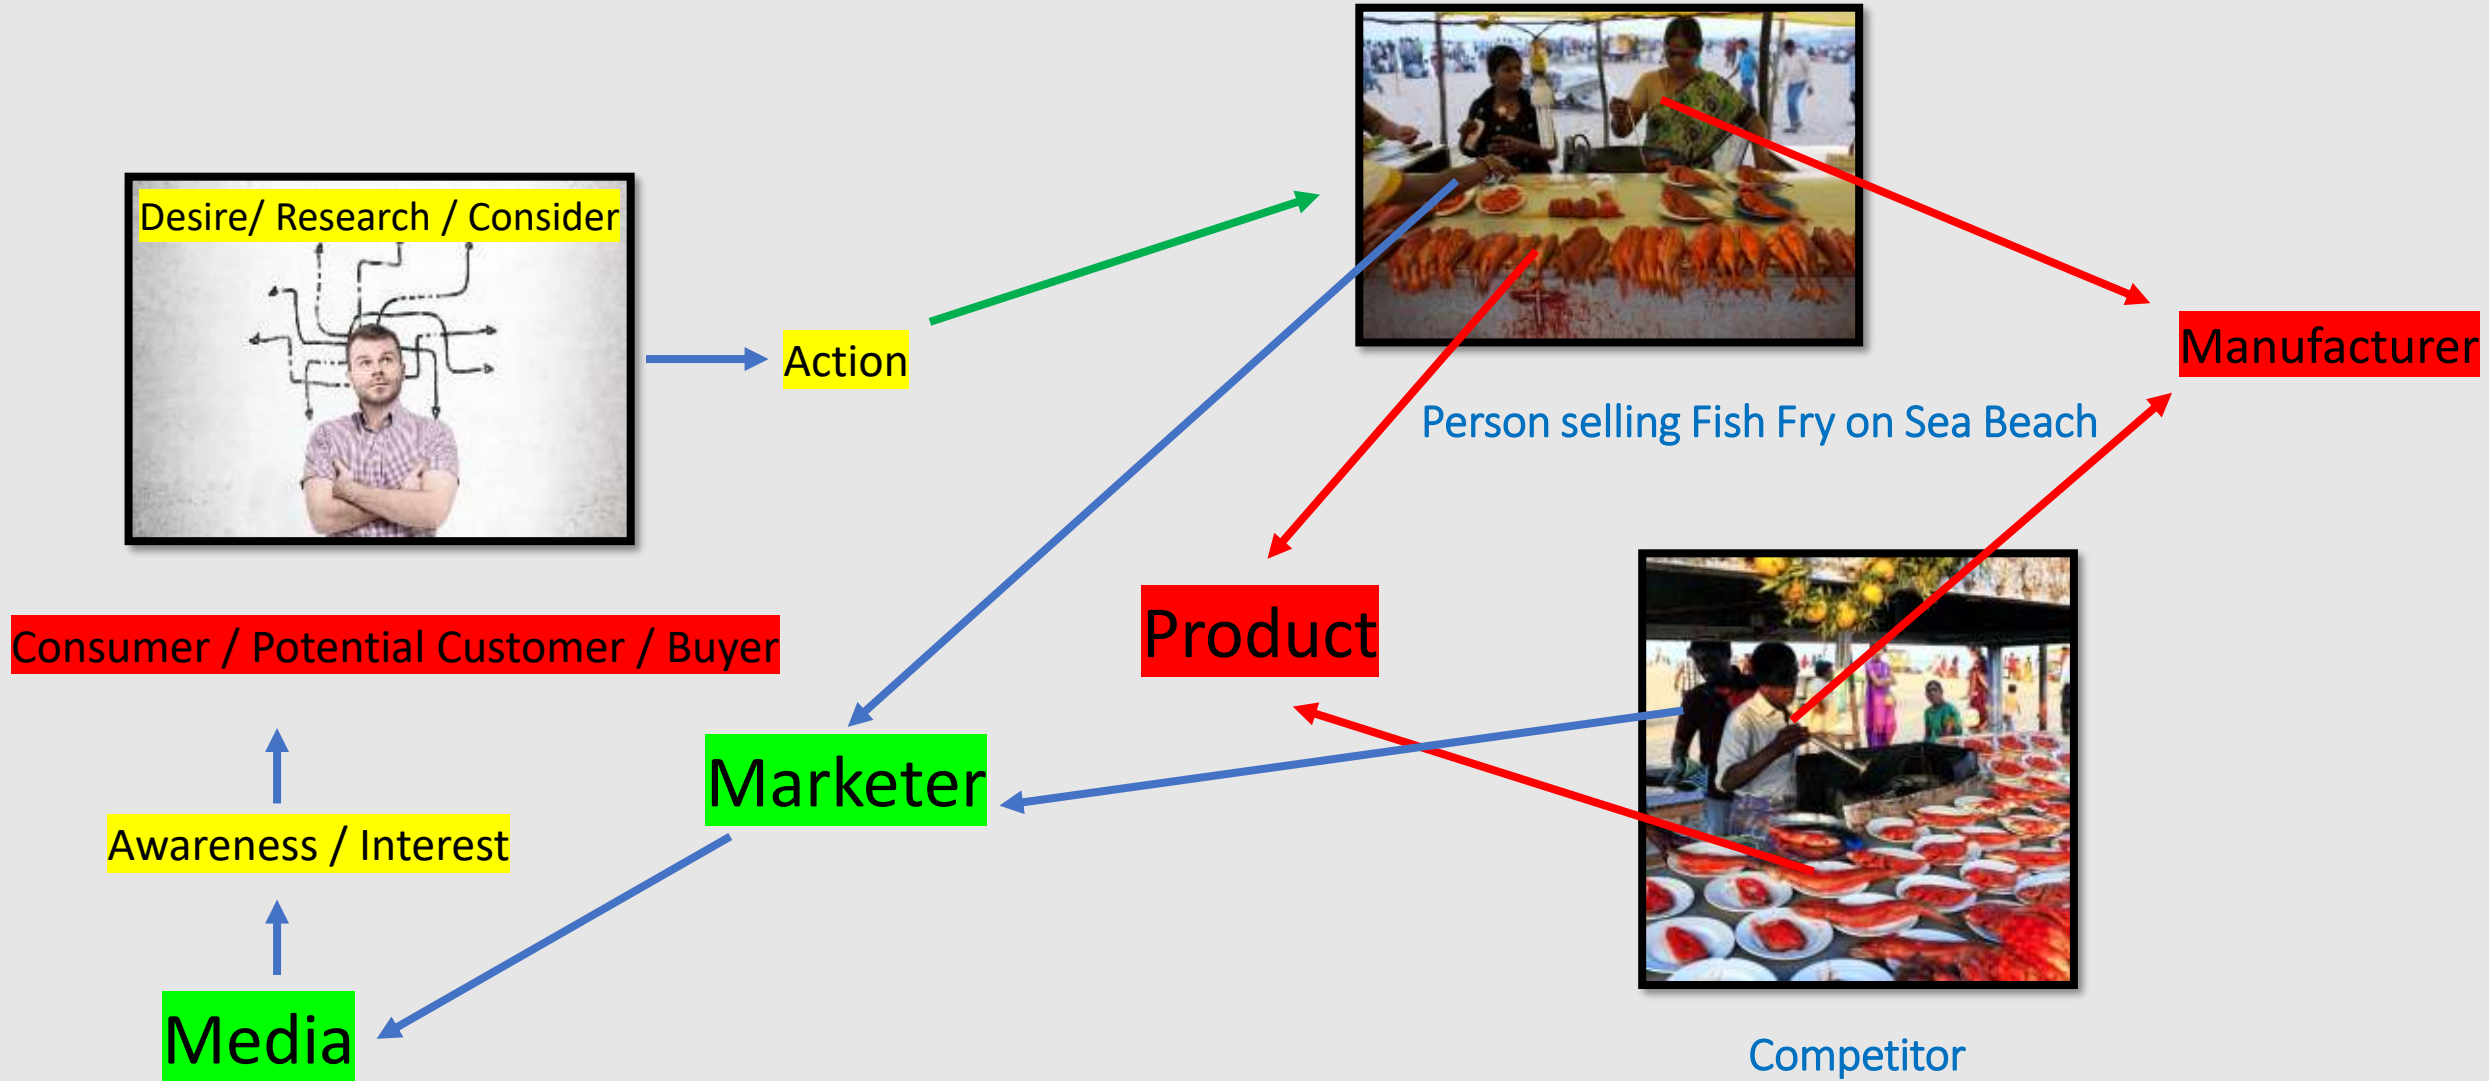 Desire/ Research / Consider
Action
Manufacturer
Person selling Fish Fry on Sea Beach
Product
Consumer / Potential Customer / Buyer
Marketer
Awareness / Interest
Media
Competitor